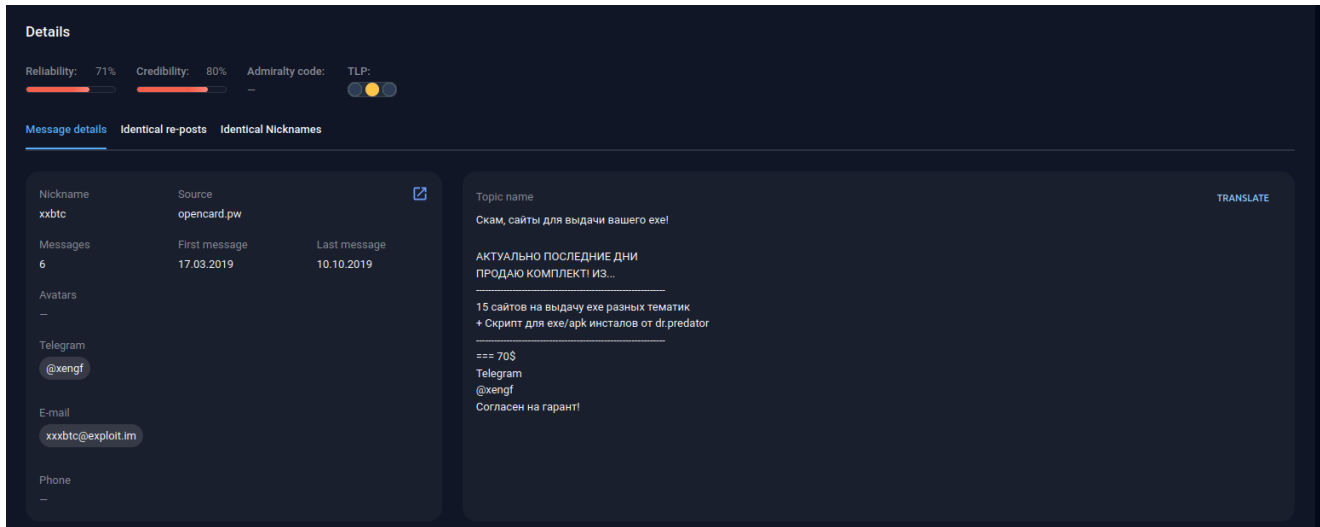 Details
Reliability: 71% Credibility: 80% Admiralty code: TLP:
—
Message details Identical re-posts Identical Nicknames
Nickname Source
xxbtc opencard.pw
Messages First message Last message
6 17.03.2019 10.10.2019
Avatars
—
Telegram
@xengf
E-mail
xxxbtc@exploit.im
Phone
—
Topic name TRANSLATE
Скам, сайты для выдачи вашего exe!
АКТУАЛЬНО ПОСЛЕДНИЕ ДНИ
ПРОДАЮ КОМПЛЕКТ! ИЗ...
15 сайтов на выдачу exe разных тематик
+ Скрипт для exe/apk инсталов от dr.predator
=== 70$
Telegram
@xengf
Согласен на гарант!